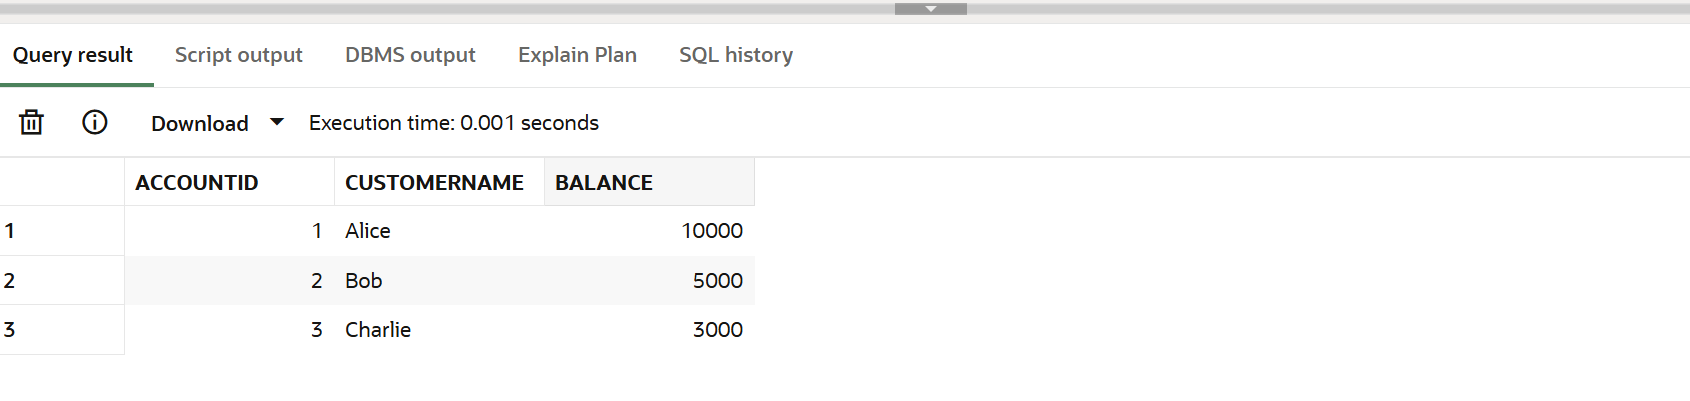 Query result Script output DBMS output Explain Plan SQL history
Download Execution time: 0.001 seconds
ACCOUNTID CUSTOMERNAME BALANCE
1 1 Alice 10000
2 2 Bob 5000
3 3 Charlie 3000